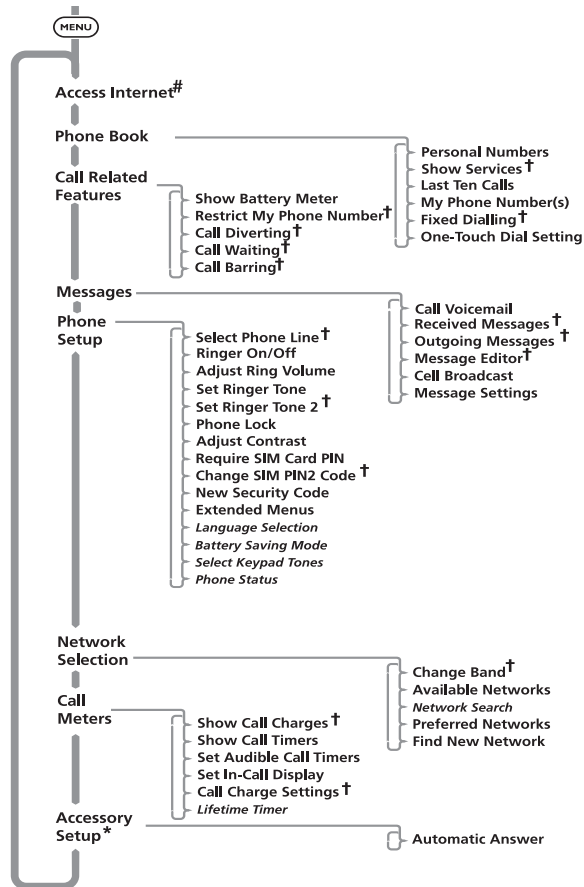 MENU
Access Internet#
Phone Book
Personal Numbers
Show Services†
Last Ten Calls
My Phone Number(s)
Fixed Dialling†
One-Touch Dial Setting
Call Related
Features
Show Battery Meter
Restrict My Phone Number†
Call Diverting†
Call Waiting†
Call Barring†
Messages
Call Voicemail
Received Messages†
Outgoing Messages†
Message Editor†
Cell Broadcast
Message Settings
Phone
Setup
Select Phone Line†
Ringer On/Off
Adjust Ring Volume
Set Ringer Tone
Set Ringer Tone 2†
Phone Lock
Adjust Contrast
Require SIM Card PIN
Change SIM PIN2 Code†
New Security Code
Extended Menus
Language Selection
Battery Saving Mode
Select Keypad Tones
Phone Status
Network
Selection
Change Band†
Available Networks
Network Search
Preferred Networks
Find New Network
Call
Meters
Show Call Charges†
Show Call Timers
Set Audible Call Timers
Set In-Call Display
Call Charge Settings†
Lifetime Timer
Accessory
Setup*
Automatic Answer